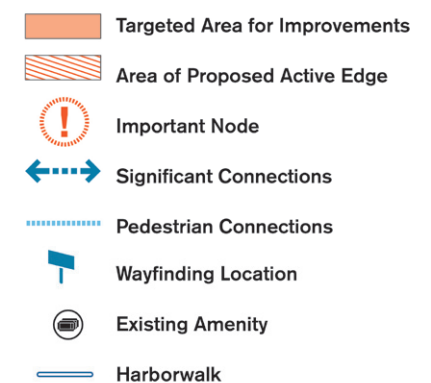 Targeted Area for Improvements
Area of Proposed Active Edge
Important Node
Significant Connections
Pedestrian Connections
Wayfinding Location
Existing Amenity
Harborwalk